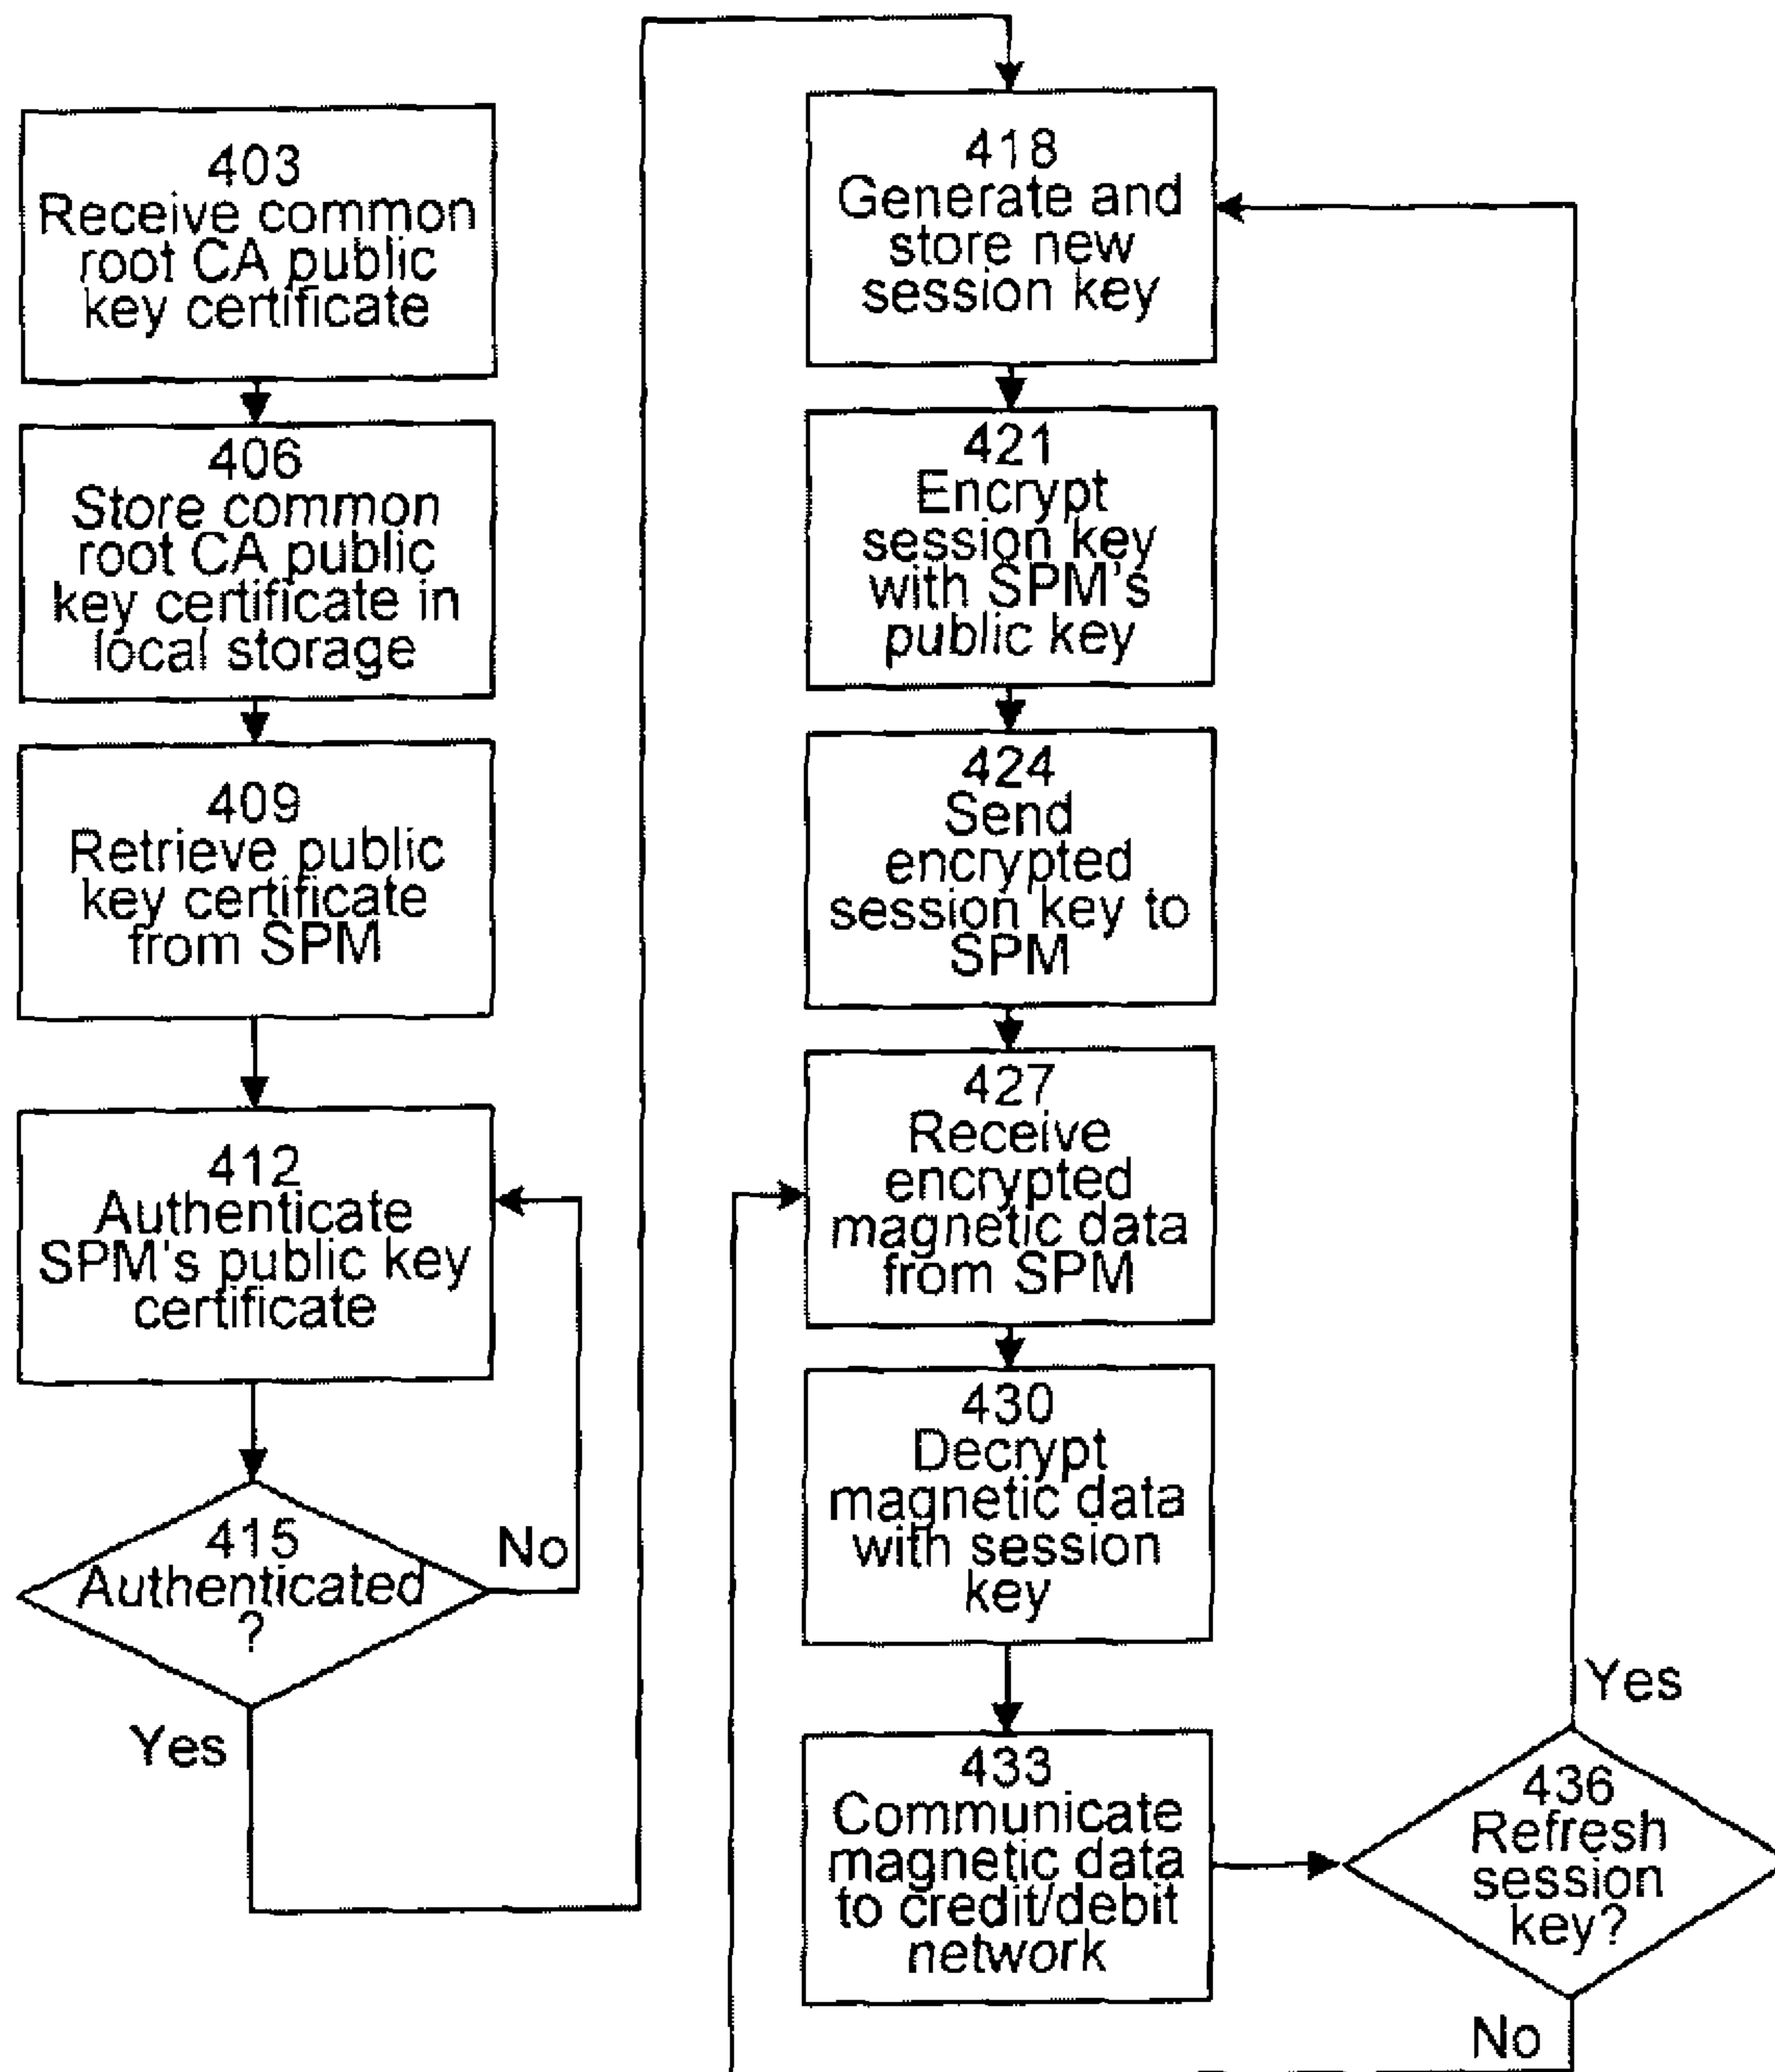 403
Receive common
root CA public
key certificate
406
Store common
root CA public
key certificate in
local storage
409
Retrieve public
key certificate
from SPM
412
Authenticate
SPM's public key
certificate
415
Authenticated
?
No
Yes
418
Generate and
store new
session key
421
Encrypt
session key
with SPM's
public key
424
Send
encrypted
session key to
SPM
427
Receive
encrypted
magnetic data
from SPM
430
Decrypt
magnetic data
with session
key
433
Communicate
magnetic data
to credit/debit
network
436
Refresh
session
key?
Yes
No